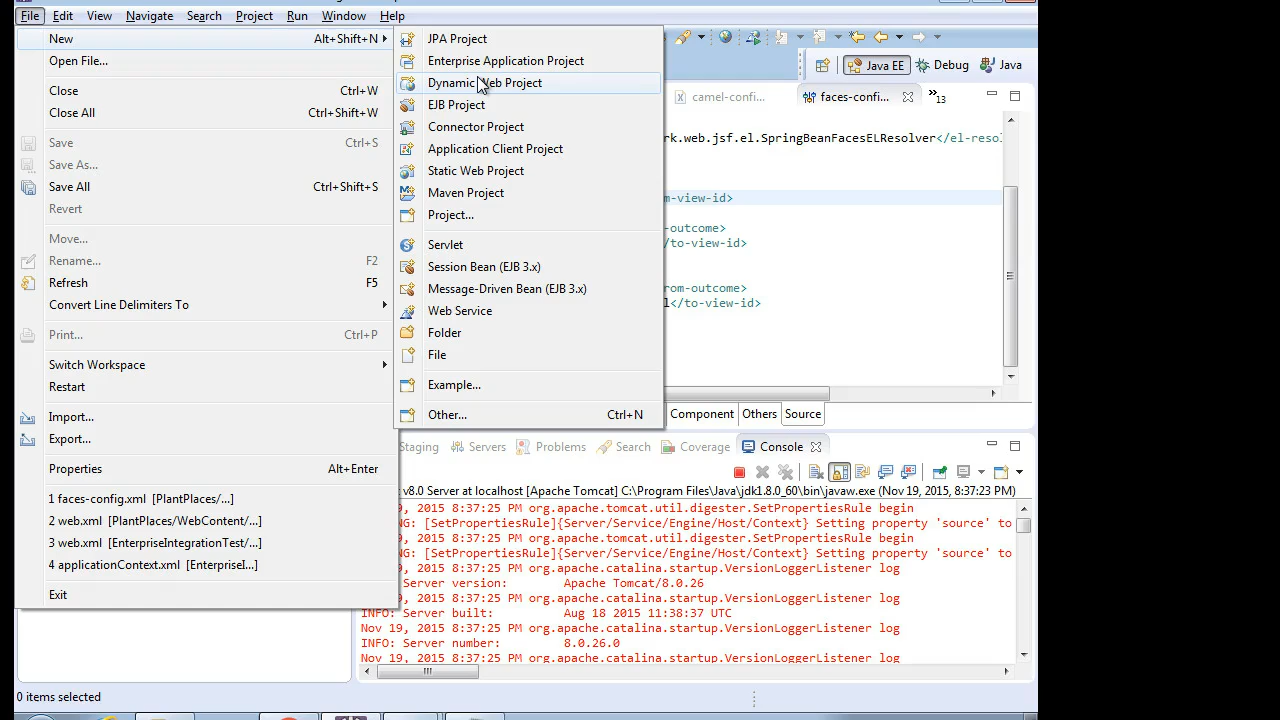 File Edit View Navigate Search Project Run Window Help
New Alt+Shift+N
Open File...
Close Ctrl+W
Close All Ctrl+Shift+W
Save Ctrl+S
Save As...
Save All Ctrl+Shift+S
Revert
Move...
Rename... F2
Refresh F5
Convert Line Delimiters To
Print... Ctrl+P
Switch Workspace
Restart
Import...
Export...
Properties Alt+Enter
1 faces-config.xml [PlantPlaces/...]
2 web.xml [PlantPlaces/WebContent/...]
3 web.xml [EnterpriseIntegrationTest/...]
4 applicationContext.xml [EnterpriseI...]
Exit
JPA Project
Enterprise Application Project
Dynamic Web Project
EJB Project
Connector Project
Application Client Project
Static Web Project
Maven Project
Project...
Servlet
Session Bean (EJB 3.x)
Message-Driven Bean (EJB 3.x)
Web Service
Folder
File
Example...
Other... Ctrl+N
Java EE Debug Java
camel-confi... faces-confi... »13
rk.web.jsf.el.SpringBeanFacesELResolver</el-reso
m-view-id>
-outcome>
/to-view-id>
rom-outcome>
l</to-view-id>
Component Others Source
Staging Servers Problems Search Coverage Console
v8.0 Server at localhost [Apache Tomcat] C:\Program Files\Java\jdk1.8.0_60\bin\javaw.exe (Nov 19, 2015 8:37:23 PM)
9, 2015 8:37:25 PM org.apache.tomcat.util.digester.SetPropertiesRule begin
NG: [SetPropertiesRule]{Server/Service/Engine/Host/Context} Setting property 'source' to
9, 2015 8:37:25 PM org.apache.tomcat.util.digester.SetPropertiesRule begin
NG: [SetPropertiesRule]{Server/Service/Engine/Host/Context} Setting property 'source' to
9, 2015 8:37:25 PM org.apache.catalina.startup.VersionLoggerListener log
Server version: Apache Tomcat/8.0.26
9, 2015 8:37:25 PM org.apache.catalina.startup.VersionLoggerListener log
INFO: Server built: Aug 18 2015 11:38:37 UTC
Nov 19, 2015 8:37:25 PM org.apache.catalina.startup.VersionLoggerListener log
INFO: Server number: 8.0.26.0
Nov 19, 2015 8:37:25 PM org.apache.catalina.startup.VersionLoggerListener log
0 items selected